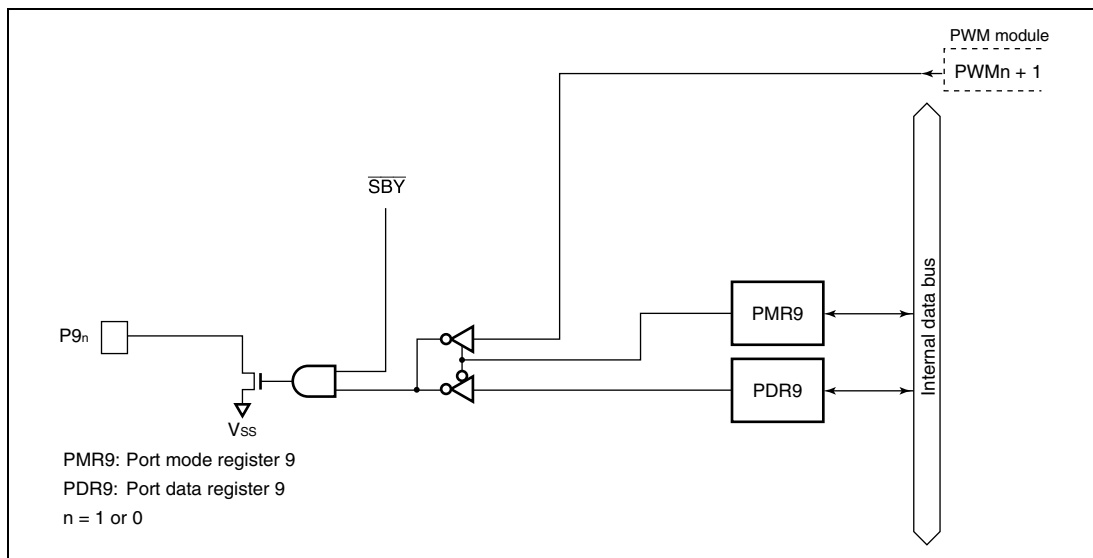 PWM module
PWMn + 1
SBY
PMR9
P9n
PDR9
Internal data bus
VSS
PMR9: Port mode register 9
PDR9: Port data register 9
n = 1 or 0